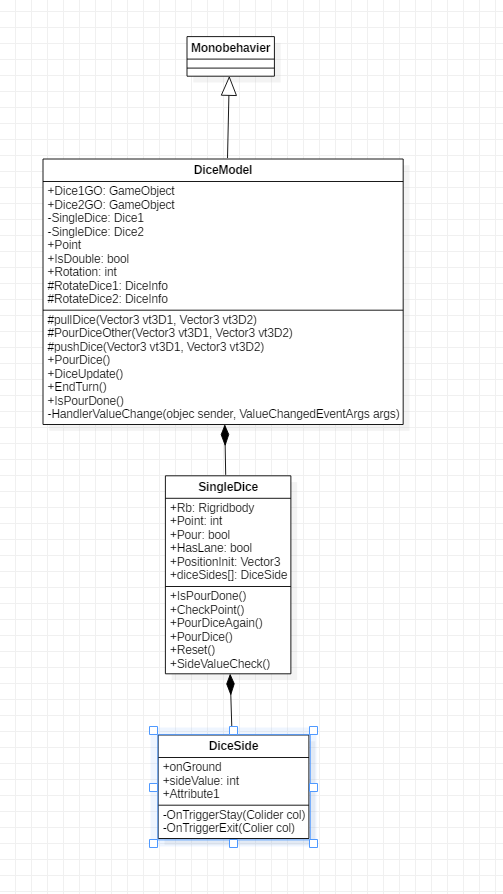 Monobehavier
DiceModel
+Dice1GO: GameObject
+Dice2GO: GameObject
-SingleDice: Dice1
-SingleDice: Dice2
+Point
+IsDouble: bool
+Rotation: int
#RotateDice1: DiceInfo
#RotateDice2: DiceInfo
#pullDice(Vector3 vt3D1, Vector3 vt3D2)
#PourDiceOther(Vector3 vt3D1, Vector3 vt3D2)
#pushDice(Vector3 vt3D1, Vector3 vt3D2)
+PourDice()
+DiceUpdate()
+EndTurn()
+IsPourDone()
-HandlerValueChange(objec sender, ValueChangedEventArgs args)
SingleDice
+Rb: Rigridbody
+Point: int
+Pour: bool
+HasLane: bool
+PositionInit: Vector3
+diceSides[]: DiceSide
+IsPourDone()
+CheckPoint()
+PourDiceAgain()
+PourDice()
+Reset()
+SideValueCheck()
DiceSide
+onGround
+sideValue: int
+Attribute1
-OnTriggerStay(Colider col)
-OnTriggerExit(Colier col)